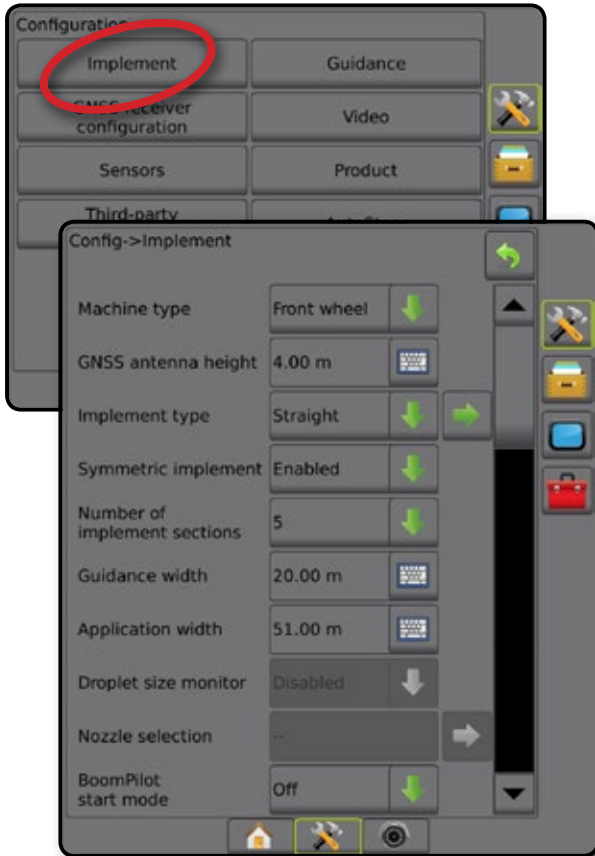 Configuration
Implement
Guidance
GNSS receiver
configuration
Video
Sensors
Product
Third-party
Config->Implement
Machine type
Front wheel
GNSS antenna height
4.00 m
Implement type
Straight
Symmetric implement
Enabled
Number of
implement sections
5
Guidance width
20.00 m
Application width
51.00 m
Droplet size monitor
Disabled
Nozzle selection
--
BoomPilot
start mode
Off